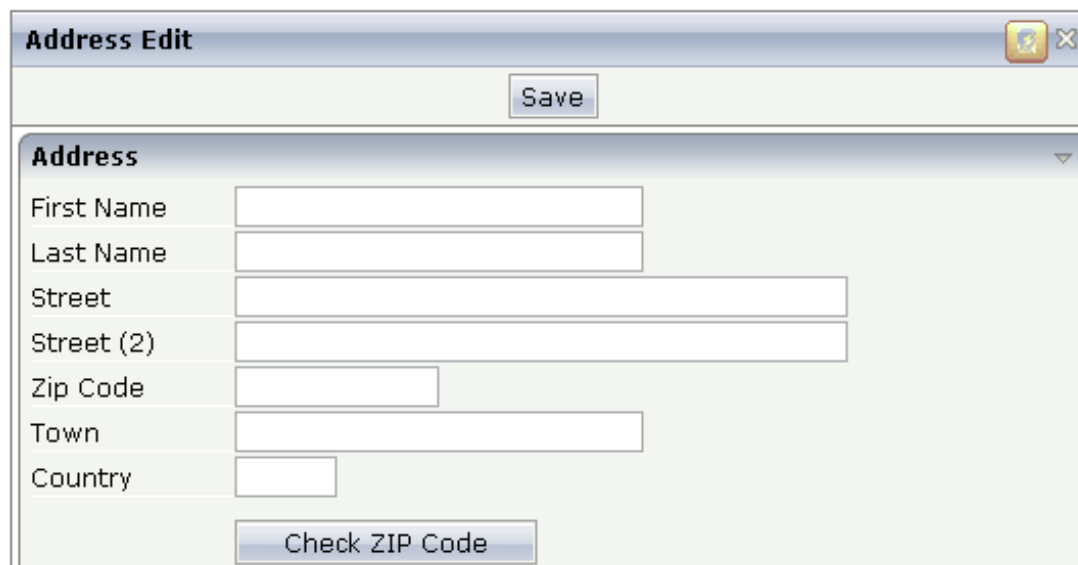 Address Edit
Save
Address
First Name
Last Name
Street
Street (2)
Zip Code
Town
Country
Check ZIP Code